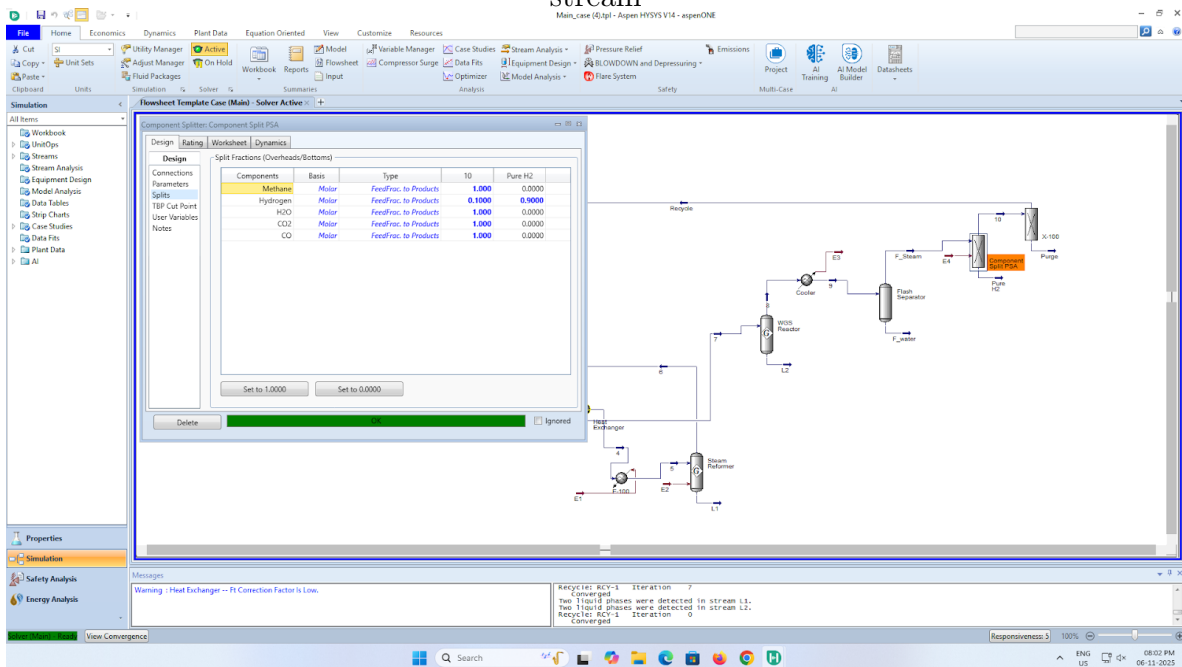 stream
Main_case (4).tpl - Aspen HYSYS V14 - aspenONE
File Home Economics Dynamics Plant Data Equation Oriented View Customize Resources
Cut SI Utility Manager Active Model Variable Manager Case Studies Stream Analysis Pressure Relief Emissions
Copy Unit Sets Adjust Manager On Hold Workbook Reports Flowsheet Compressor Surge Data Fits Equipment Design BLOWDOWN and Depressuring Project AI Training AI Model Builder Datasheets
Paste Fluid Packages Input Optimizer Model Analysis Flare System
Clipboard Units Simulation Solver Summaries Analysis Safety Multi-Case AI
Simulation
Flowsheet Template Case (Main) - Solver Active
All Items
Workbook
UnitOps
Streams
Stream Analysis
Equipment Design
Model Analysis
Data Tables
Strip Charts
Case Studies
Data Fits
Plant Data
AI
Properties
Simulation
Safety Analysis
Energy Analysis
Component Splitter: Component Split PSA
Design Rating Worksheet Dynamics
Design
Connections
Parameters
Splits
TBP Cut Point
User Variables
Notes
Split Fractions (Overheads/Bottoms)
Components Basis Type 10 Pure H2
Methane Molar FeedFrac. to Products 1.000 0.0000
Hydrogen Molar FeedFrac. to Products 0.1000 0.9000
H2O Molar FeedFrac. to Products 1.000 0.0000
CO2 Molar FeedFrac. to Products 1.000 0.0000
CO Molar FeedFrac. to Products 1.000 0.0000
Set to 1.0000 Set to 0.0000
Delete OK Ignored
Recycle
10
X-100
Purge
F_Steam
E4
Component Split PSA
Pure H2
E3
Cooler
9
Flash Separator
F_water
8
WGS Reactor
7
L2
6
Heat Exchanger
4
5
Steam Reformer
E-100
E1
E2
L1
Messages
Warning : Heat Exchanger -- Ft Correction Factor Is Low.
Recycle: RCY-1 Iteration 7
Converged
Two liquid phases were detected in stream L1.
Two liquid phases were detected in stream L2.
Recycle: RCY-1 Iteration 0
Converged
Solver (Main) - Ready View Convergence Responsiveness: 5 100%
Search
ENG
US
08:02 PM
06-11-2025